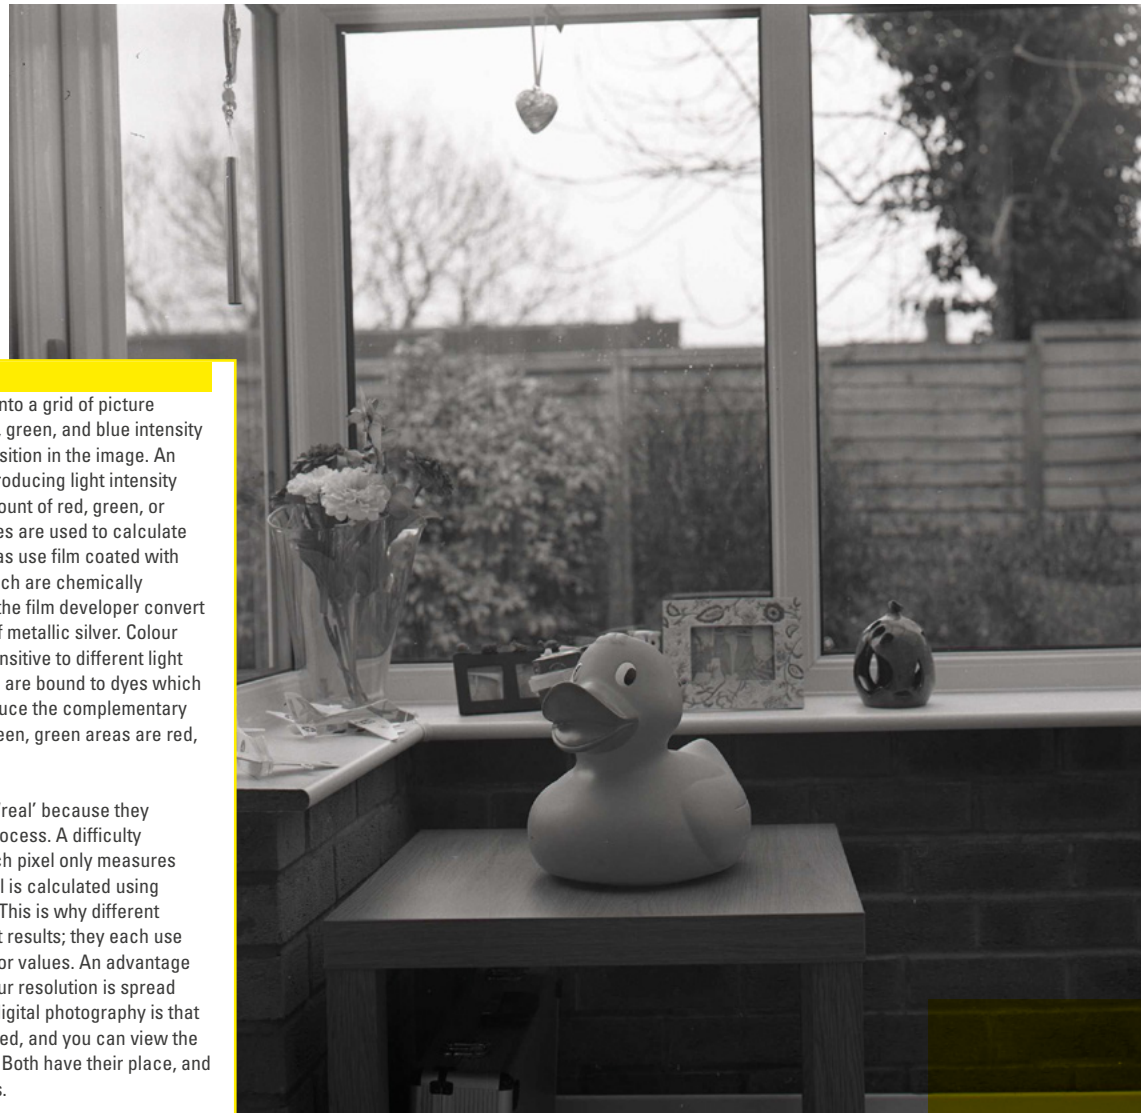 nto a grid of picture
green, and blue intensity
sition in the image. An
roducing light intensity
ount of red, green, or
es are used to calculate
as use film coated with
ch are chemically
the film developer convert
f metallic silver. Colour
nsitive to different light
are bound to dyes which
uce the complementary
een, green areas are red,
‘real’ because they
ocess. A difficulty
ch pixel only measures
l is calculated using
This is why different
t results; they each use
or values. An advantage
ur resolution is spread
digital photography is that
ed, and you can view the
Both have their place, and
s.